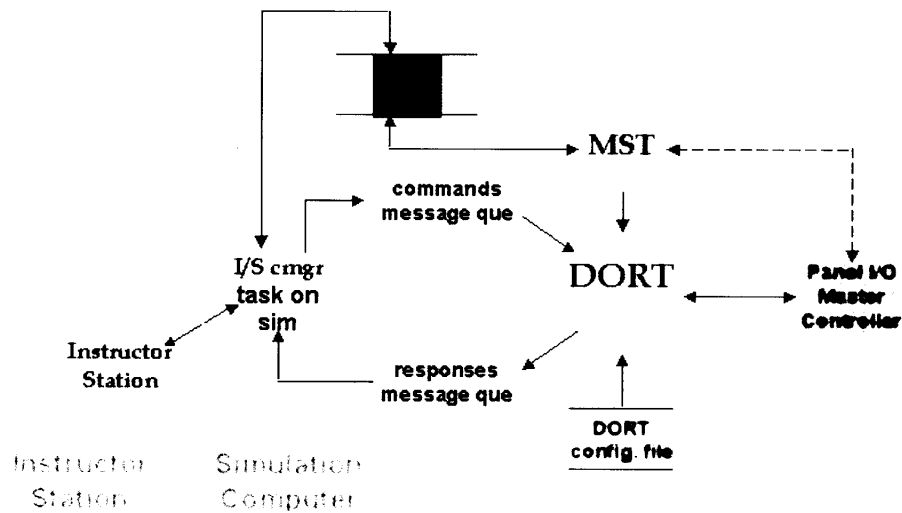 MST
commands
message que
I/S cmgr
task on
sim
DORT
Panel I/O
Master
Controller
Instructor
Station
responses
message que
DORT
config. file
Instructor
Station
Simulation
Computer